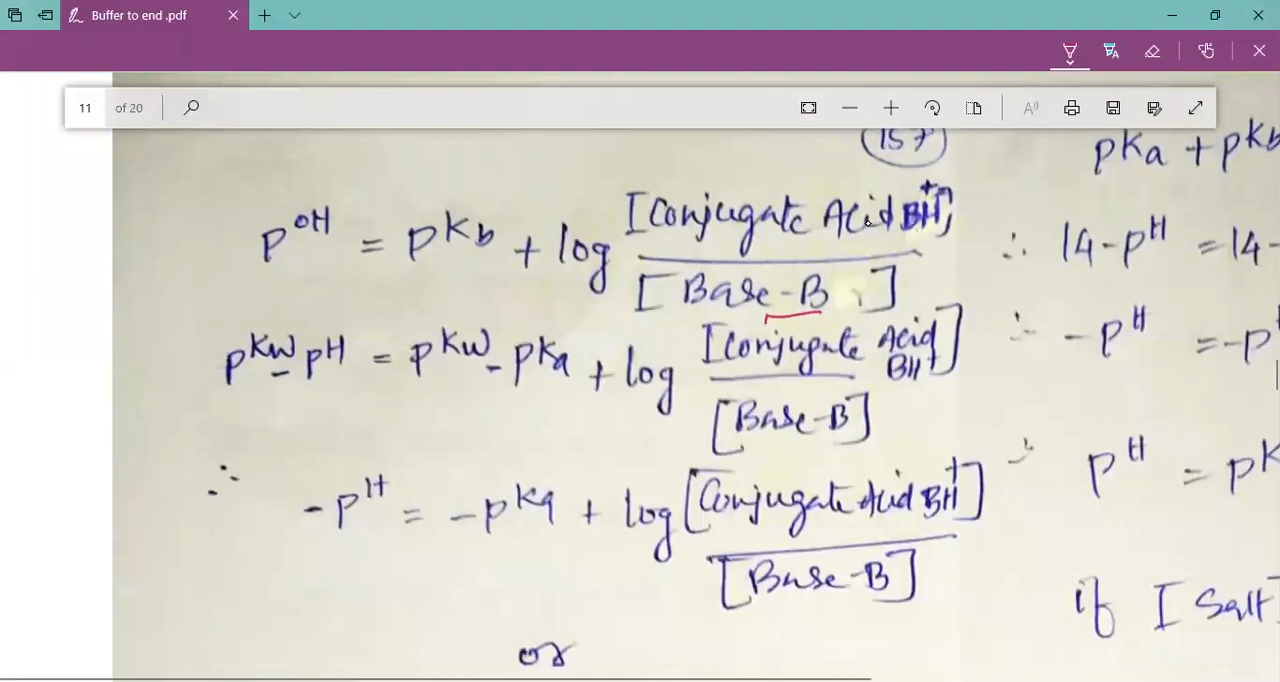 Buffer to end .pdf
11 of 20
157
pOH = pKb + log [Conjugate Acid BH+] / [Base-B]
pKw - pH = pKw - pKa + log [Conjugate Acid BH+] / [Base-B]
∴ -pH = -pKa + log [Conjugate Acid BH+] / [Base-B]
or
pKa + pKb
∴ 14-pH = 14-
∴ -pH = -p
∴ pH = pK
if [Salt]